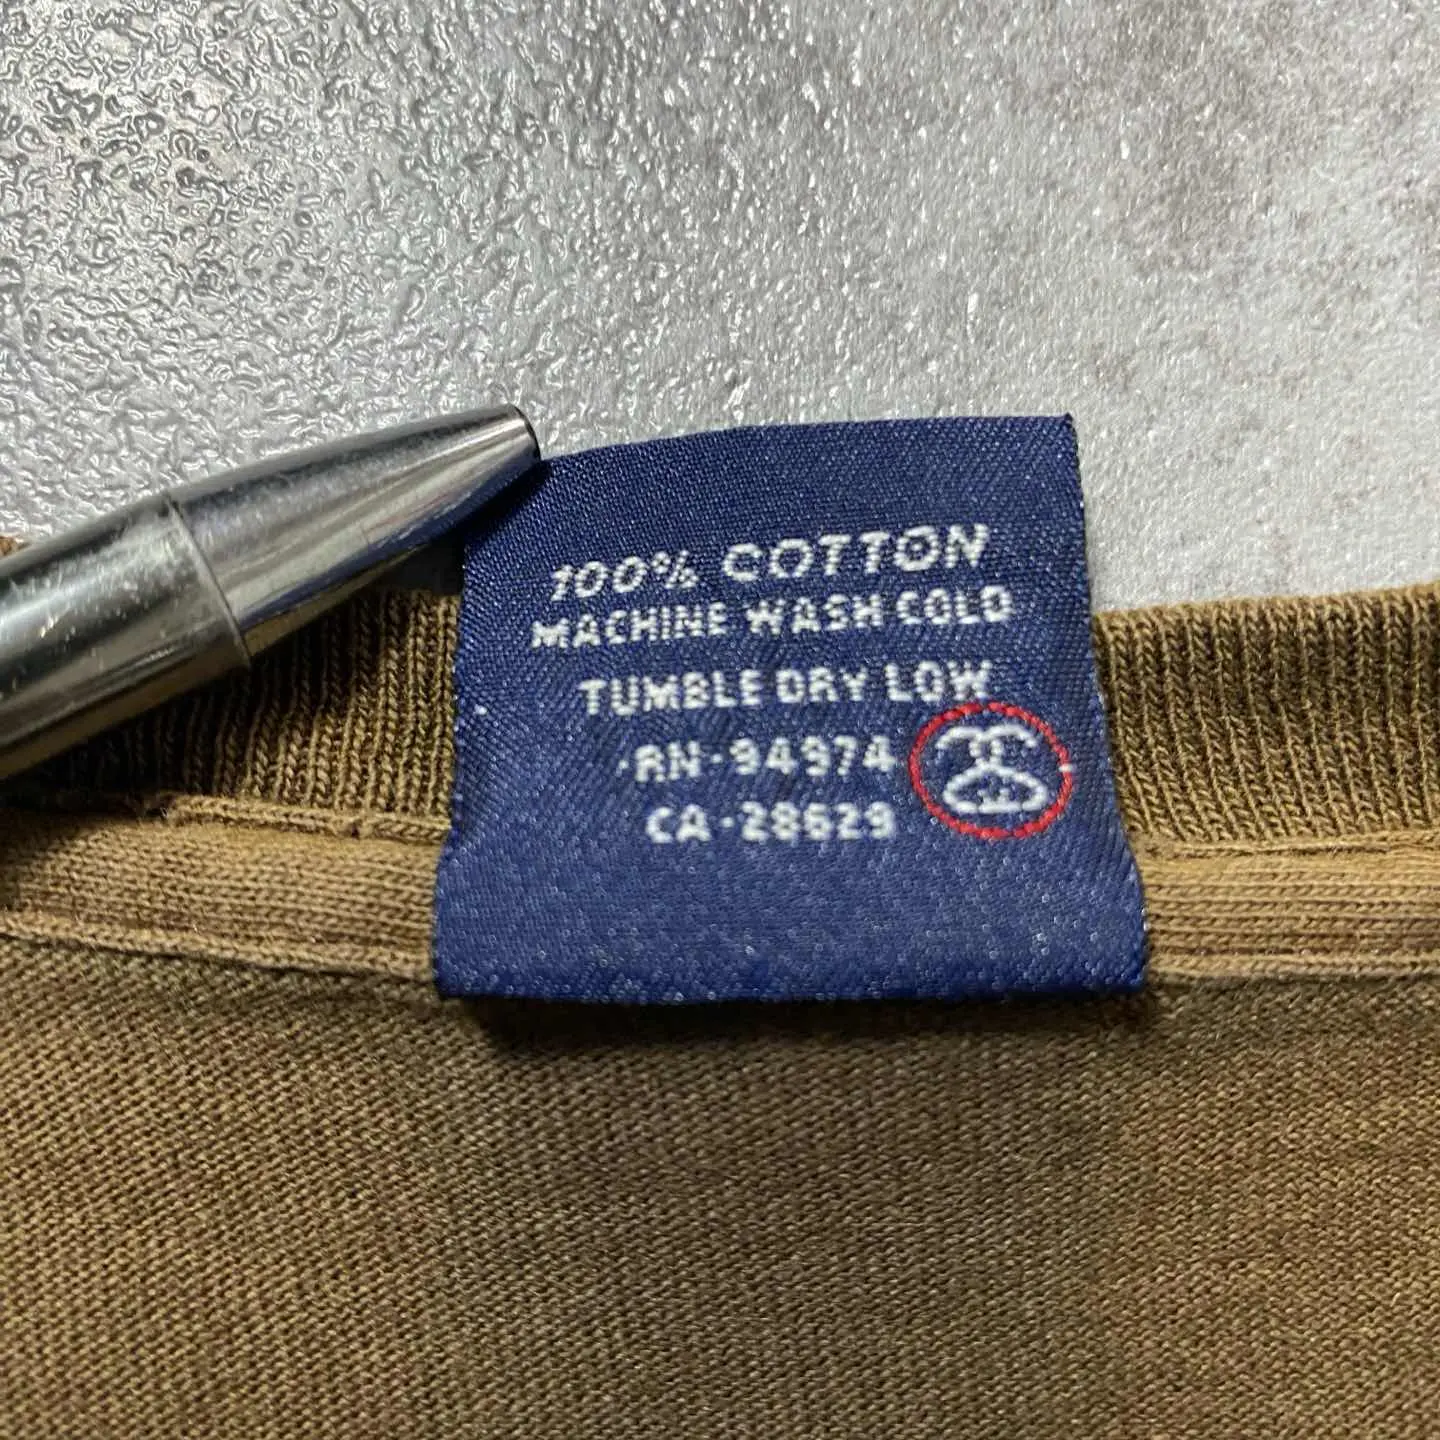 100% COTTON
MACHINE WASH COLD
TUMBLE DRY LOW
RN-94974
CA-28629